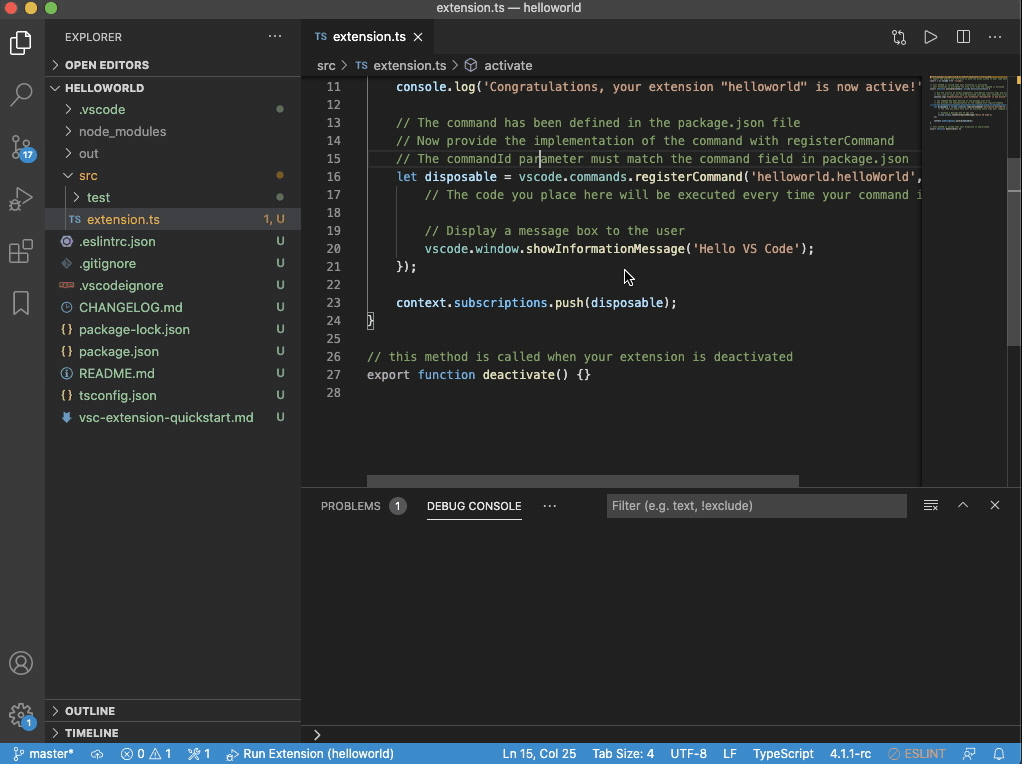 extension.ts — helloworld
EXPLORER
OPEN EDITORS
HELLOWORLD
.vscode
node_modules
out
src
test
TS extension.ts 1, U
.eslintrc.json U
.gitignore U
.vscodeignore U
CHANGELOG.md U
{} package-lock.json U
{} package.json U
README.md U
{} tsconfig.json U
vsc-extension-quickstart.md U
OUTLINE
TIMELINE
17
1
TS extension.ts
src > TS extension.ts > activate
11 console.log('Congratulations, your extension "helloworld" is now active!'
12
13 // The command has been defined in the package.json file
14 // Now provide the implementation of the command with registerCommand
15 // The commandId parameter must match the command field in package.json
16 let disposable = vscode.commands.registerCommand('helloworld.helloWorld',
17 // The code you place here will be executed every time your command i
18
19 // Display a message box to the user
20 vscode.window.showInformationMessage('Hello VS Code');
21 });
22
23 context.subscriptions.push(disposable);
24 }
25
26 // this method is called when your extension is deactivated
27 export function deactivate() {}
28
PROBLEMS 1 DEBUG CONSOLE ··· Filter (e.g. text, !exclude)
>
master* 0 1 1 Run Extension (helloworld) Ln 15, Col 25 Tab Size: 4 UTF-8 LF TypeScript 4.1.1-rc ESLINT